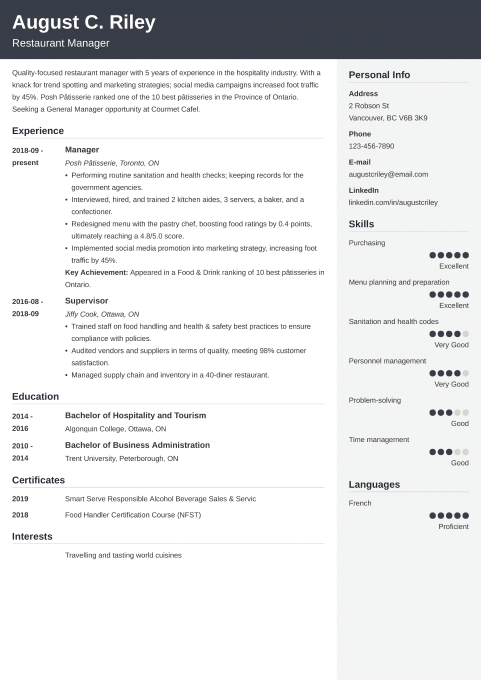 August C. Riley
Restaurant Manager
Quality-focused restaurant manager with 5 years of experience in the hospitality industry. With a
knack for trend spotting and marketing strategies; social media campaigns increased foot traffic
by 45%. Posh Pâtisserie ranked one of the 10 best pâtisseries in the Province of Ontario.
Seeking a General Manager opportunity at Courmet Cafel.
Experience
2018-09 -
present
Manager
Posh Pâtisserie, Toronto, ON
• Performing routine sanitation and health checks; keeping records for the
government agencies.
• Interviewed, hired, and trained 2 kitchen aides, 3 servers, a baker, and a
confectioner.
• Redesigned menu with the pastry chef, boosting food ratings by 0.4 points,
ultimately reaching a 4.8/5.0 score.
• Implemented social media promotion into marketing strategy, increasing foot
traffic by 45%.
Key Achievement: Appeared in a Food & Drink ranking of 10 best pâtisseries in
Ontario.
2016-08 -
2018-09
Supervisor
Jiffy Cook, Ottawa, ON
• Trained staff on food handling and health & safety best practices to ensure
compliance with policies.
• Audited vendors and suppliers in terms of quality, meeting 98% customer
satisfaction.
• Managed supply chain and inventory in a 40-diner restaurant.
Education
2014 -
2016
Bachelor of Hospitality and Tourism
Algonquin College, Ottawa, ON
2010 -
2014
Bachelor of Business Administration
Trent University, Peterborough, ON
Certificates
2019 Smart Serve Responsible Alcohol Beverage Sales & Servic
2018 Food Handler Certification Course (NFST)
Interests
Travelling and tasting world cuisines
Personal Info
Address
2 Robson St
Vancouver, BC V6B 3K9
Phone
123-456-7890
E-mail
augustcriley@email.com
LinkedIn
linkedin.com/in/augustcriley
Skills
Purchasing
Excellent
Menu planning and preparation
Excellent
Sanitation and health codes
Very Good
Personnel management
Very Good
Problem-solving
Good
Time management
Good
Languages
French
Proficient